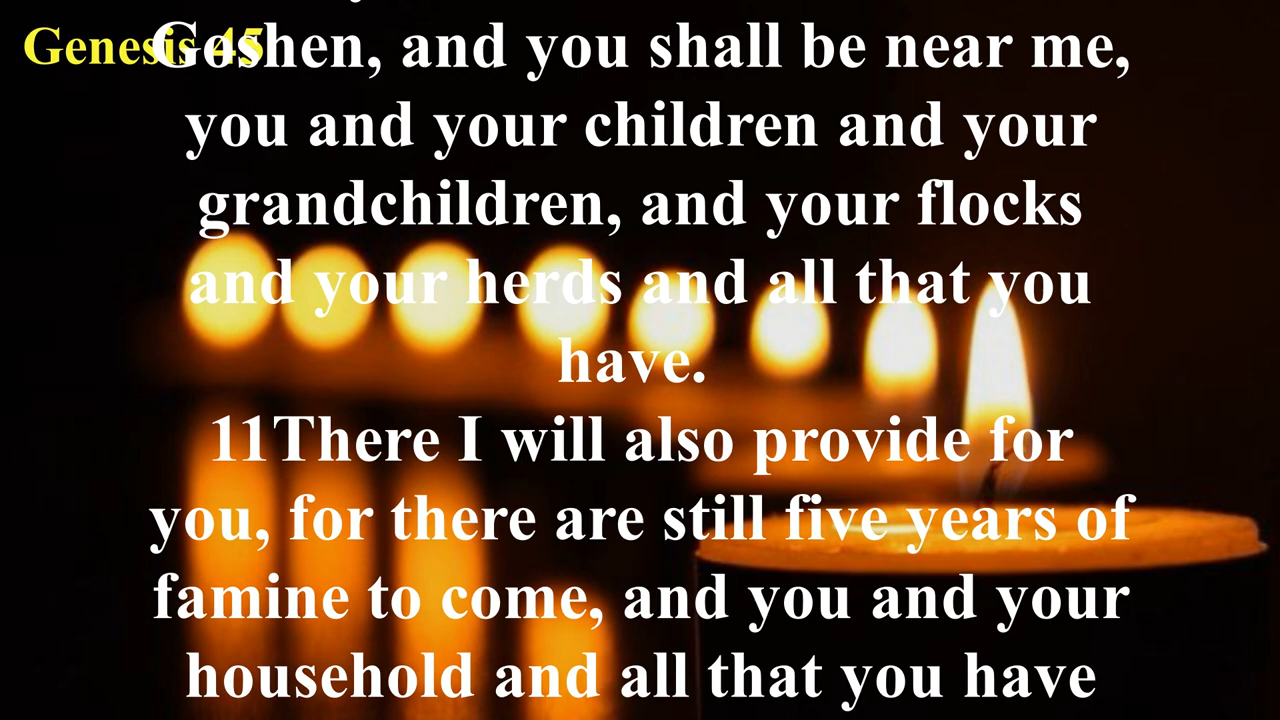 Genesis 45
Goshen, and you shall be near me,
you and your children and your
grandchildren, and your flocks
and your herds and all that you
have.
11There I will also provide for
you, for there are still five years of
famine to come, and you and your
household and all that you have